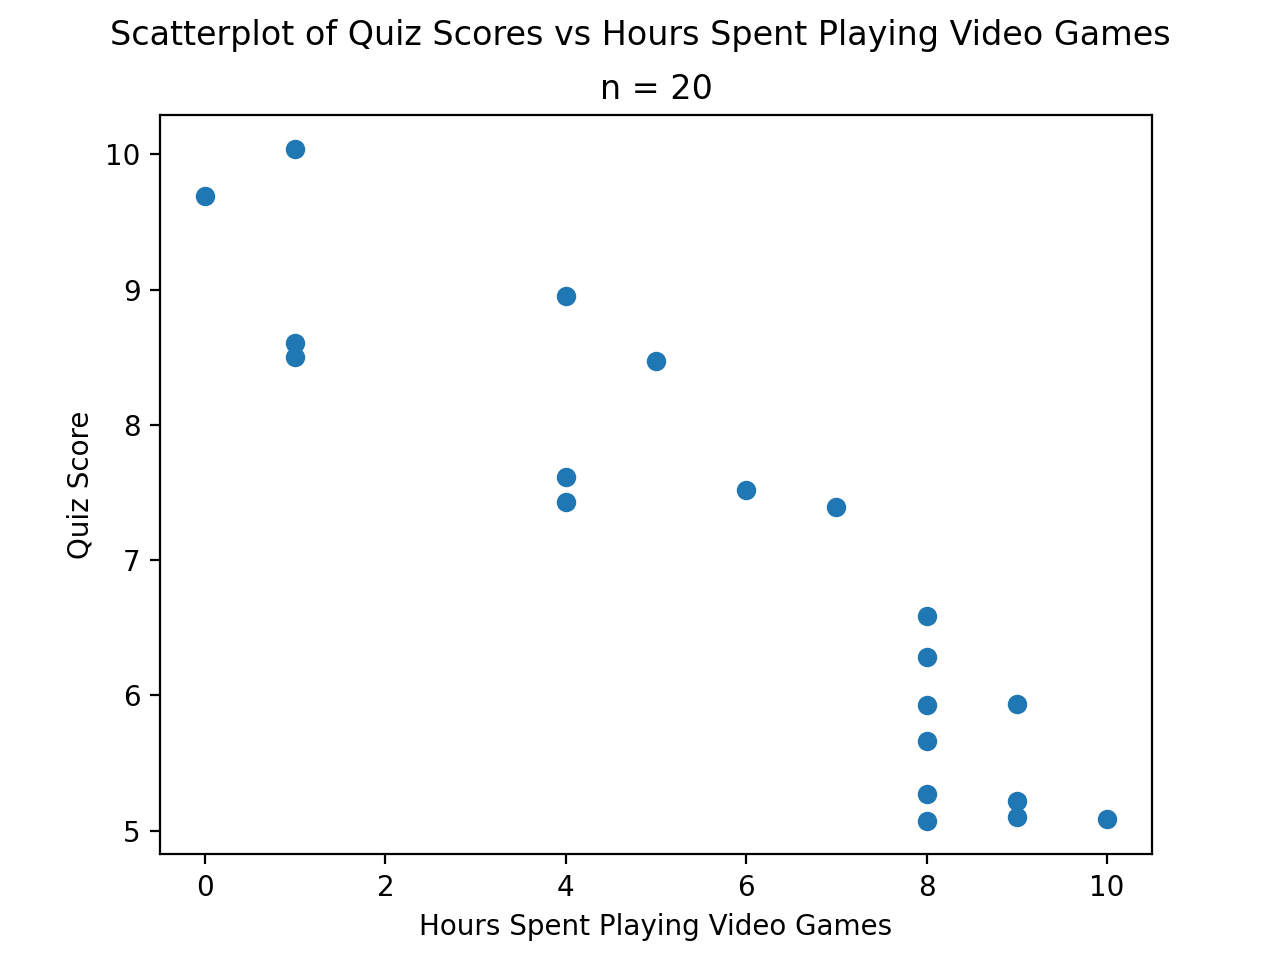 Scatterplot of Quiz Scores vs Hours Spent Playing Video Games
n = 20
10
9
8
7
6
5
Quiz Score
0 2 4 6 8 10
Hours Spent Playing Video Games